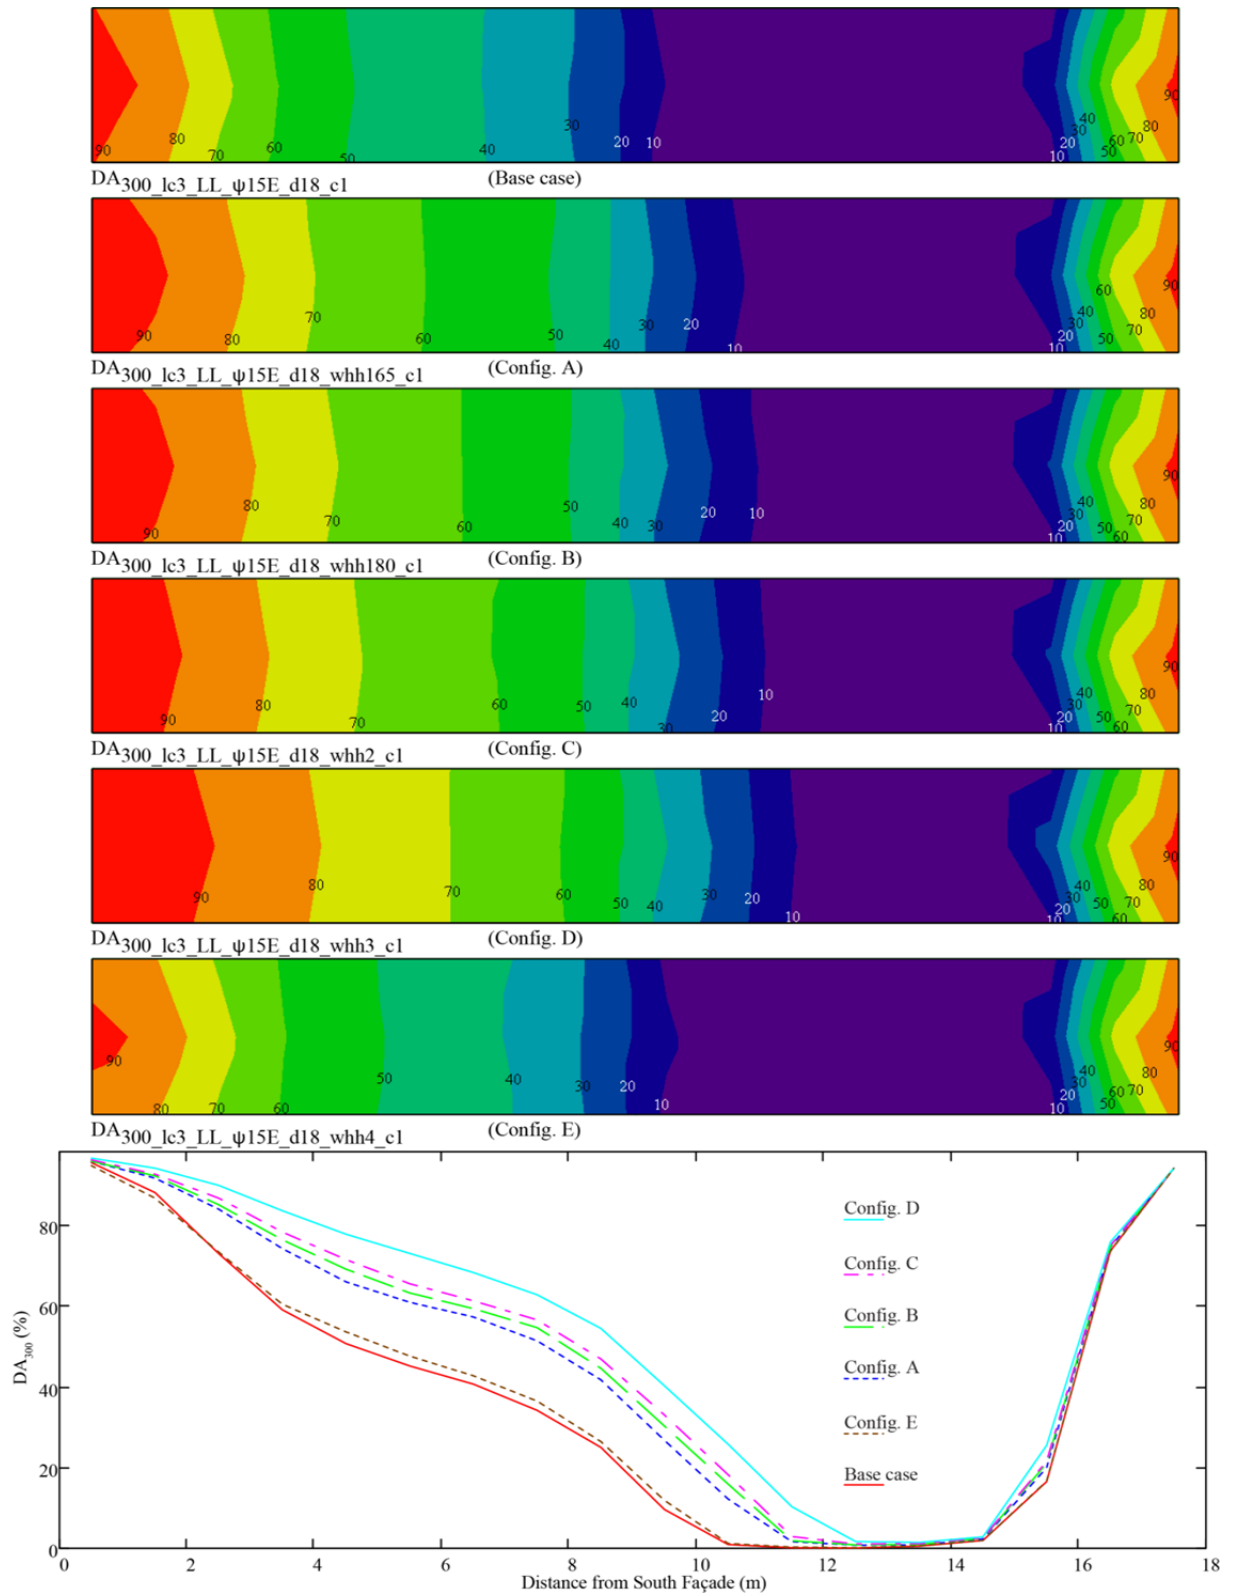 90 80 70 60 50 40 30 20 10 10 30 40 50 60 70 80 90
DA300_lc3_LL_ψ15E_d18_c1 (Base case)
90 80 70 60 50 40 30 20 10 10 20 30 40 50 60 70 80 90
DA300_lc3_LL_ψ15E_d18_whh165_c1 (Config. A)
90 80 70 60 50 40 30 20 10 10 20 30 40 50 60 70 80 90
DA300_lc3_LL_ψ15E_d18_whh180_c1 (Config. B)
90 80 70 60 50 40 30 20 10 10 20 30 40 50 60 70 80 90
DA300_lc3_LL_ψ15E_d18_whh2_c1 (Config. C)
90 80 70 60 50 40 30 20 10 10 20 30 40 50 60 70 80 90
DA300_lc3_LL_ψ15E_d18_whh3_c1 (Config. D)
90 80 70 60 50 40 30 20 10 10 20 30 40 50 60 70 80 90
DA300_lc3_LL_ψ15E_d18_whh4_c1 (Config. E)
Config. D
Config. C
Config. B
Config. A
Config. E
Base case
DA300 (%)
80
60
40
20
0
0 2 4 6 8 10 12 14 16 18
Distance from South Façade (m)